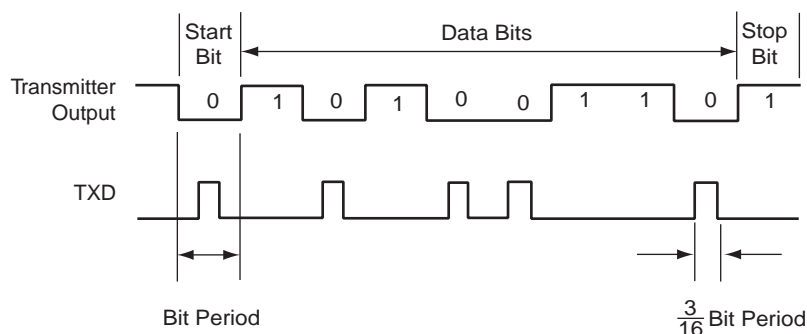 Start
Bit
Data Bits
Stop
Bit
Transmitter
Output
0 1 0 1 0 0 1 1 0 1
TXD
Bit Period
3/16 Bit Period